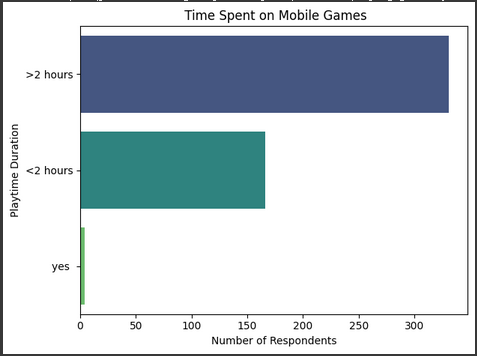 Time Spent on Mobile Games
>2 hours
<2 hours
yes
Playtime Duration
0 50 100 150 200 250 300
Number of Respondents